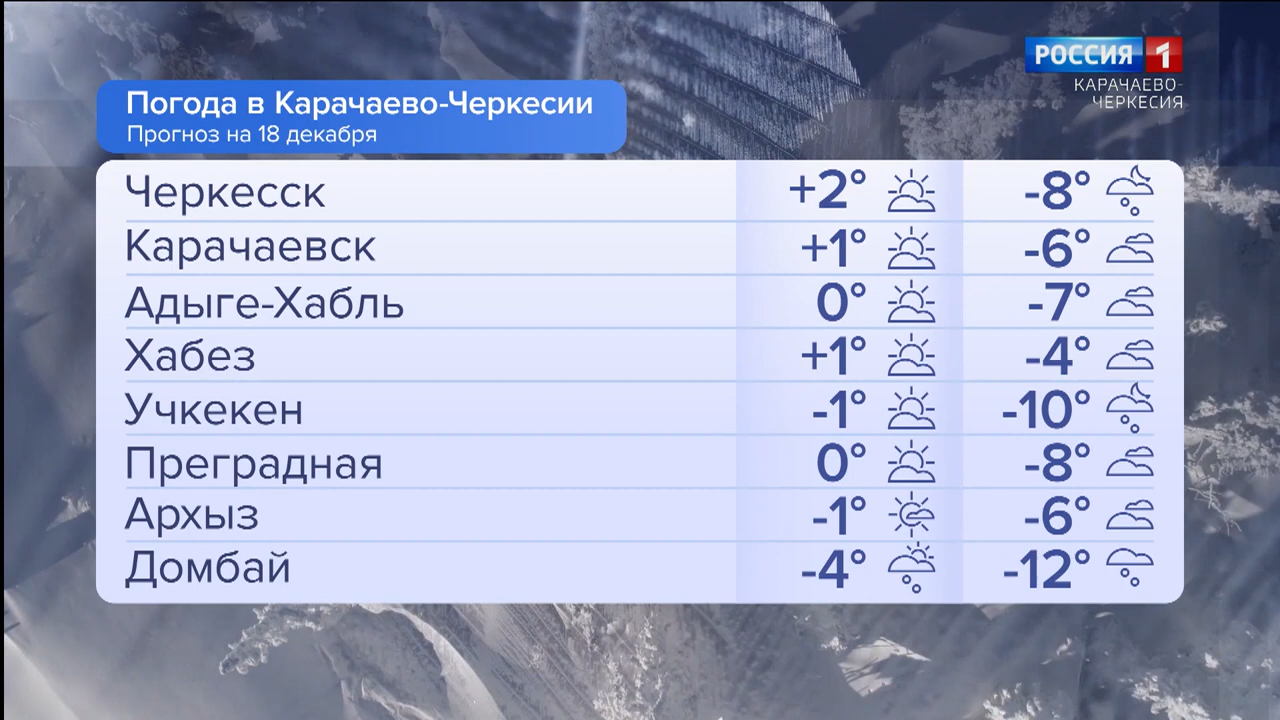 РОССИЯ 1
КАРАЧАЕВО-
ЧЕРКЕСИЯ
Погода в Карачаево-Черкесии
Прогноз на 18 декабря
Черкесск +2° -8°
Карачаевск +1° -6°
Адыге-Хабль 0° -7°
Хабез +1° -4°
Учкекен -1° -10°
Преградная 0° -8°
Архыз -1° -6°
Домбай -4° -12°